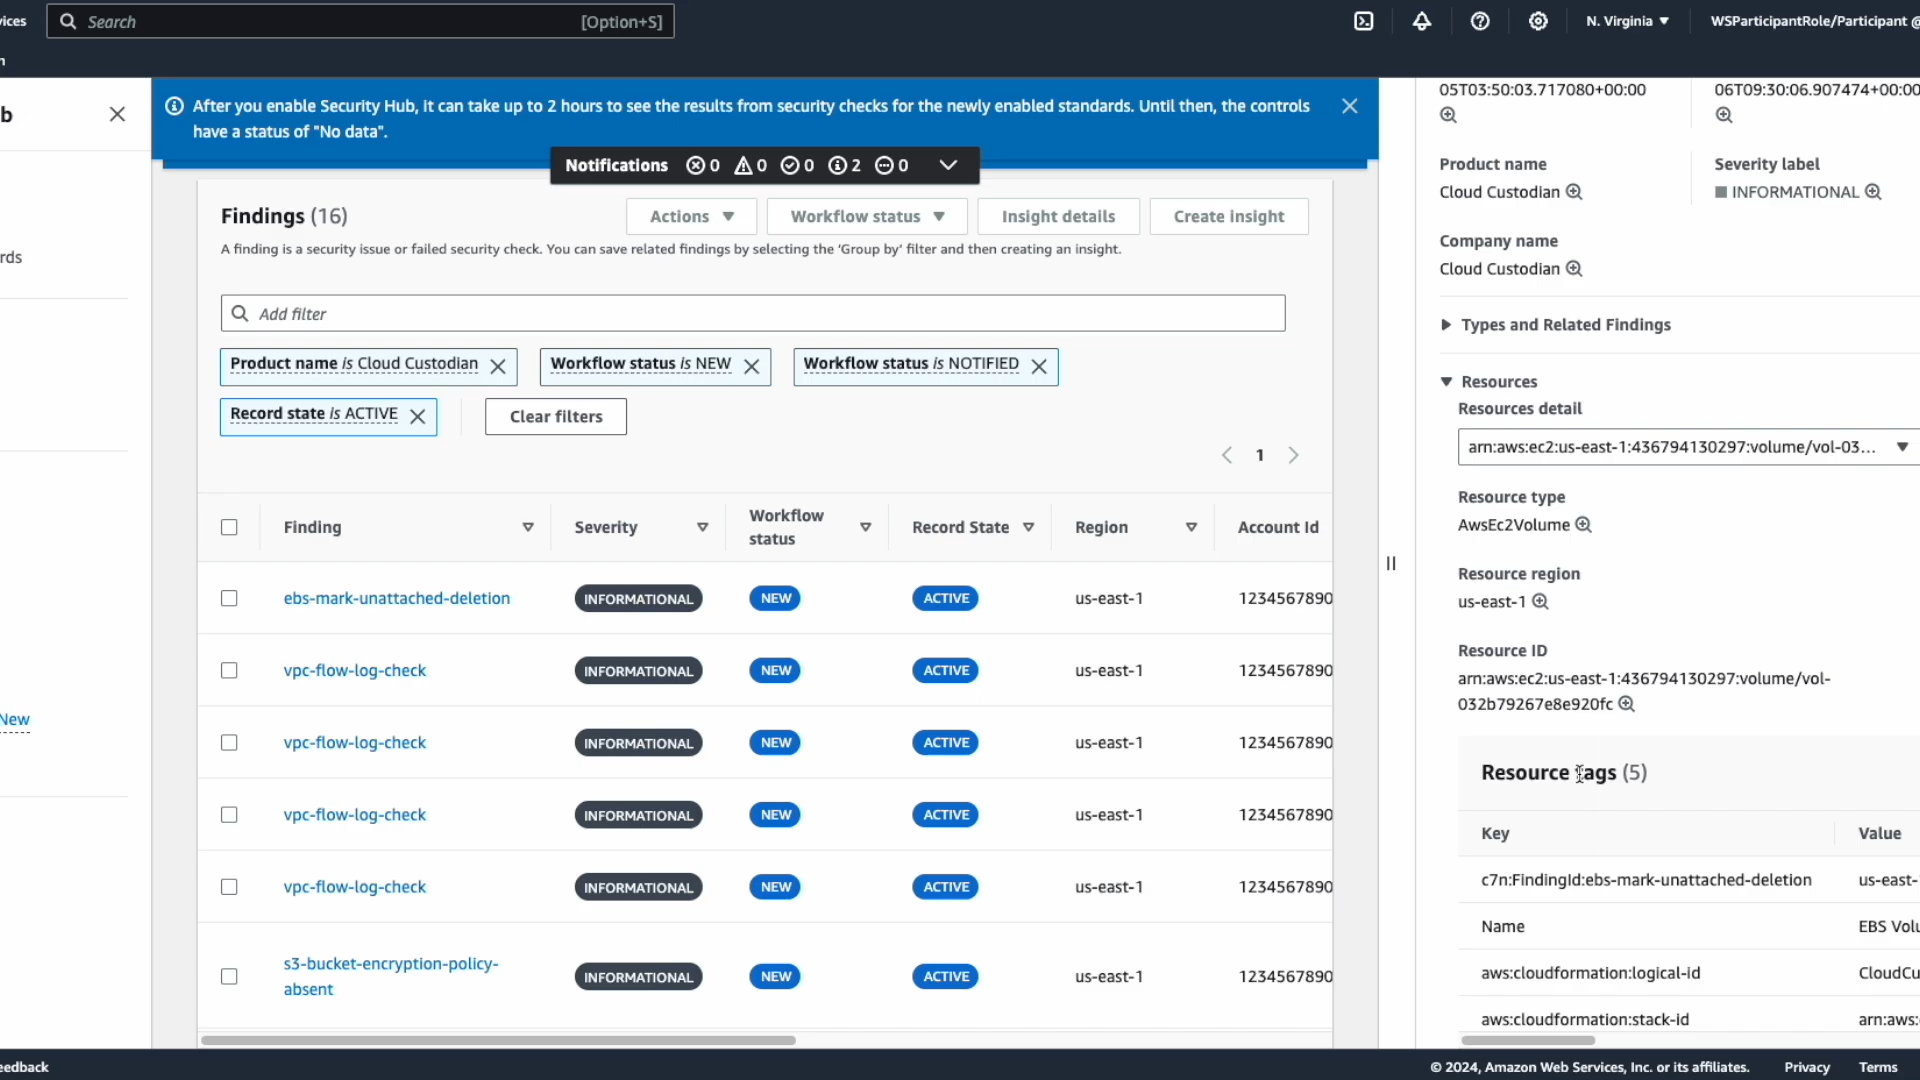 vices
Search
[Option+S]
N. Virginia
WSParticipantRole/Participant @
n
b
After you enable Security Hub, it can take up to 2 hours to see the results from security checks for the newly enabled standards. Until then, the controls
have a status of "No data".
Notifications 0 0 0 2 0
rds
New
Findings (16)
Actions
Workflow status
Insight details
Create insight
A finding is a security issue or failed security check. You can save related findings by selecting the 'Group by' filter and then creating an insight.
Add filter
Product name is Cloud Custodian
Workflow status is NEW
Workflow status is NOTIFIED
Record state is ACTIVE
Clear filters
1
Finding Severity Workflow status Record State Region Account Id
ebs-mark-unattached-deletion INFORMATIONAL NEW ACTIVE us-east-1 1234567890
vpc-flow-log-check INFORMATIONAL NEW ACTIVE us-east-1 1234567890
vpc-flow-log-check INFORMATIONAL NEW ACTIVE us-east-1 1234567890
vpc-flow-log-check INFORMATIONAL NEW ACTIVE us-east-1 1234567890
vpc-flow-log-check INFORMATIONAL NEW ACTIVE us-east-1 1234567890
s3-bucket-encryption-policy-
absent INFORMATIONAL NEW ACTIVE us-east-1 1234567890
05T03:50:03.717080+00:00
06T09:30:06.907474+00:00
Product name
Cloud Custodian
Severity label
INFORMATIONAL
Company name
Cloud Custodian
Types and Related Findings
Resources
Resources detail
arn:aws:ec2:us-east-1:436794130297:volume/vol-03...
Resource type
AwsEc2Volume
Resource region
us-east-1
Resource ID
arn:aws:ec2:us-east-1:436794130297:volume/vol-
032b79267e8e920fc
Resource tags (5)
Key Value
c7n:FindingId:ebs-mark-unattached-deletion us-east-
Name EBS Volu
aws:cloudformation:logical-id CloudCu
aws:cloudformation:stack-id arn:aws:
eedback
© 2024, Amazon Web Services, Inc. or its affiliates.
Privacy
Terms